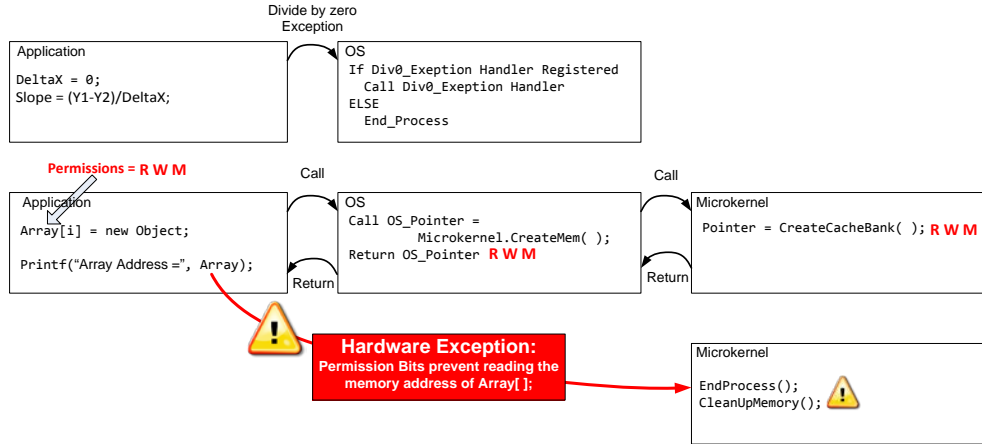 Divide by zero
Exception
Application
DeltaX = 0;
Slope = (Y1-Y2)/DeltaX;
OS
If Div0_Exeption Handler Registered
Call Div0_Exeption Handler
ELSE
End_Process
Permissions = R W M
Call
Call
Application
Array[i] = new Object;
Printf(“Array Address =”, Array);
OS
Call OS_Pointer =
Microkernel.CreateMem( );
Return OS_Pointer R W M
Microkernel
Pointer = CreateCacheBank( ); R W M
Return
Return
Hardware Exception:
Permission Bits prevent reading the
memory address of Array[ ];
Microkernel
EndProcess();
CleanUpMemory();